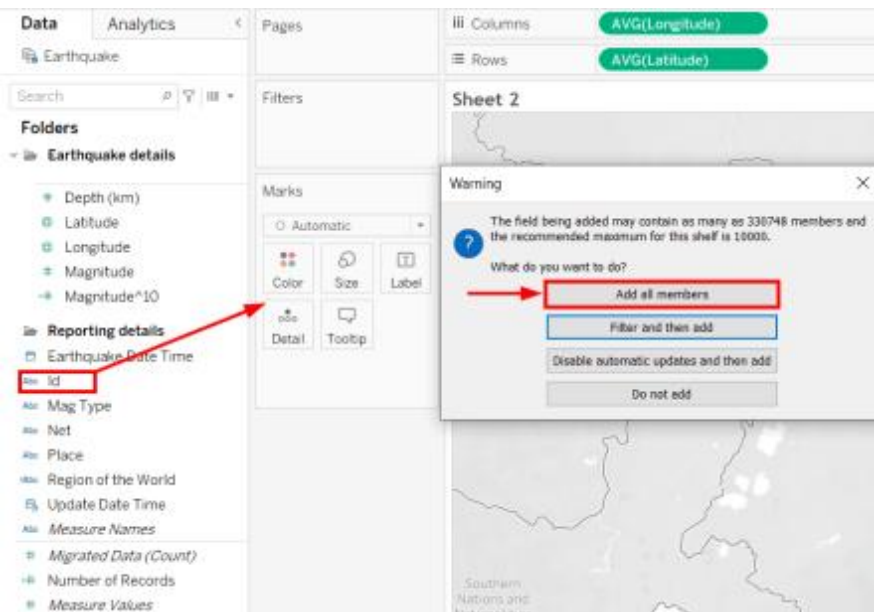 Data Analytics
Earthquake
Search
Folders
Earthquake details
Depth (km)
Latitude
Longitude
Magnitude
Magnitude^10
Reporting details
Earthquake Date Time
Id
Mag Type
Net
Place
Region of the World
Update Date Time
Measure Names
Migrated Data (Count)
Number of Records
Measure Values
Pages
Filters
Marks
Automatic
Color Size Label
Detail Tooltip
Columns AVG(Longitude)
Rows AVG(Latitude)
Sheet 2
Warning
The field being added may contain as many as 330748 members and
the recommended maximum for this shelf is 10000.
What do you want to do?
Add all members
Filter and then add
Disable automatic updates and then add
Do not add
Southern
Nations and